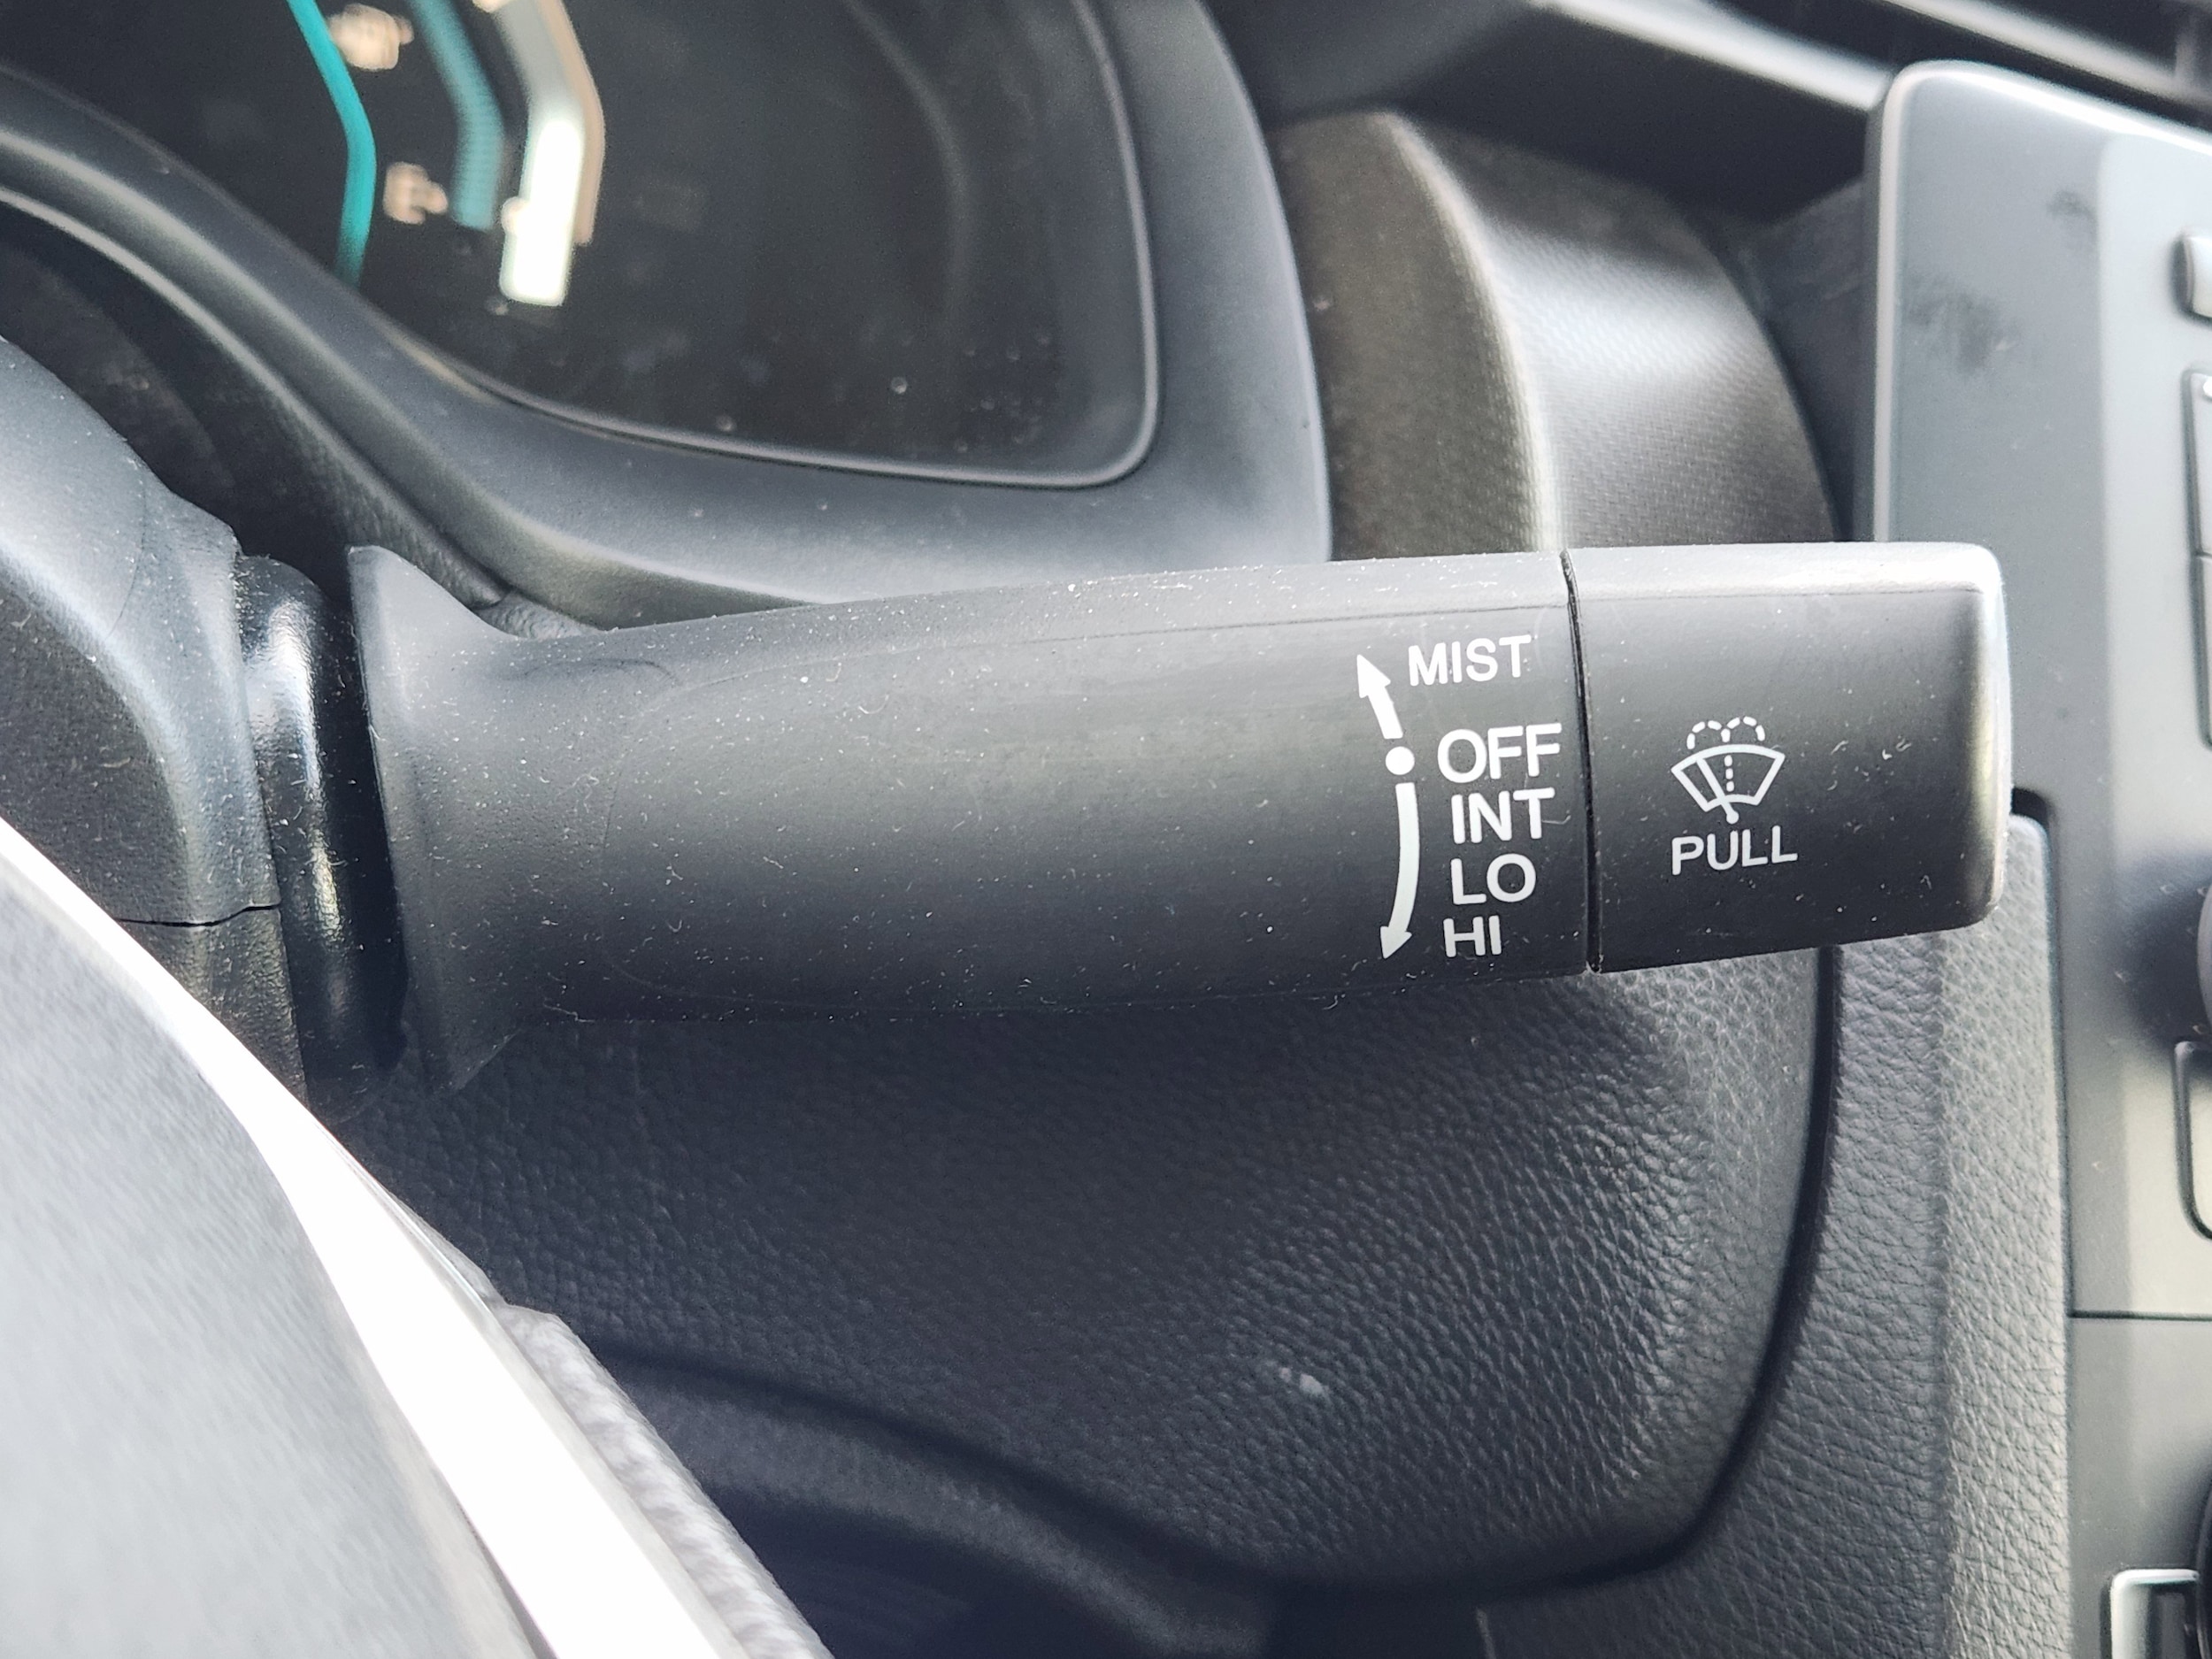 MIST
OFF
INT
LO
HI
PULL